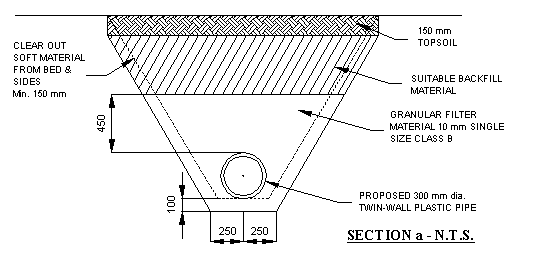 150 mm
TOPSOIL
CLEAR OUT
SOFT MATERIAL
FROM BED &
SIDES
Min. 150 mm
SUITABLE BACKFILL
MATERIAL
450
GRANULAR FILTER
MATERIAL 10 mm SINGLE
SIZE CLASS B
100
PROPOSED 300 mm dia.
TWIN-WALL PLASTIC PIPE
250 250
SECTION a - N.T.S.